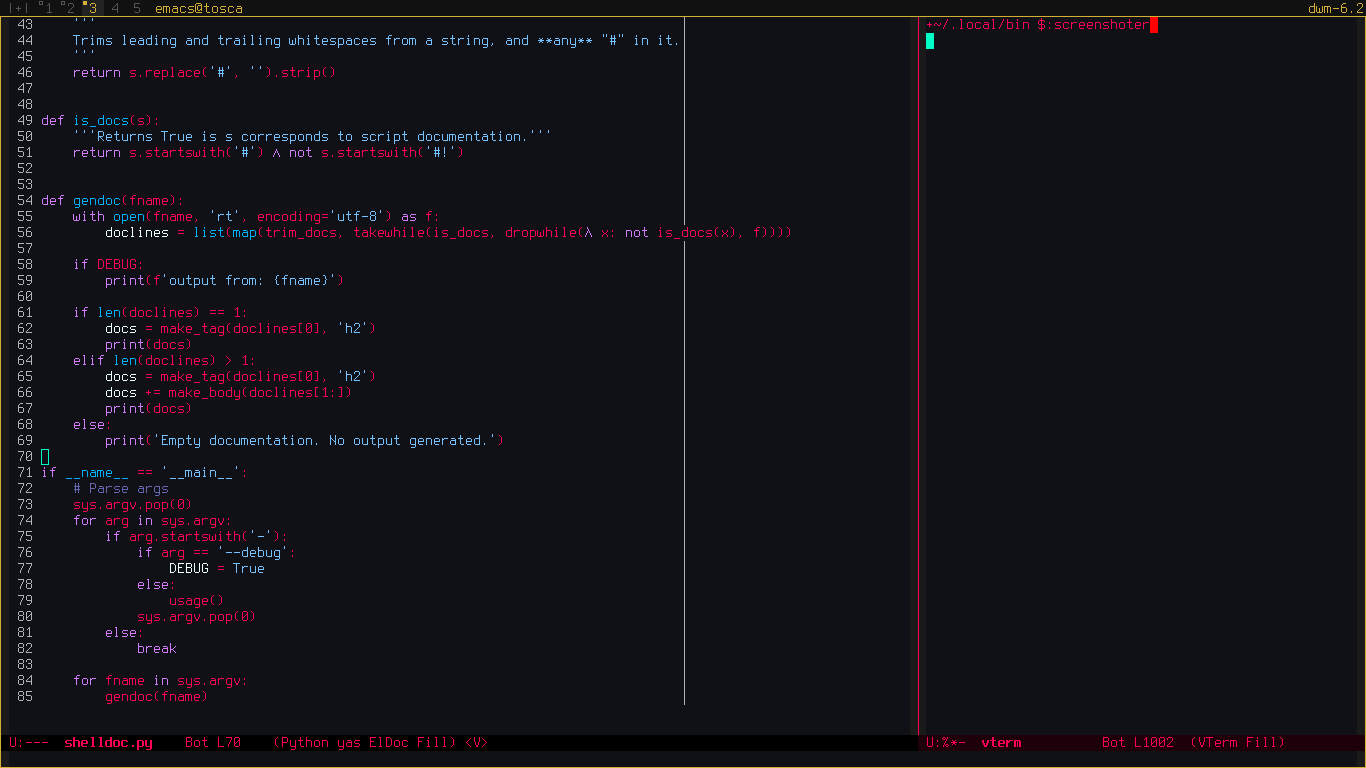 [+] 1 2 3 4 5 emacs@tosca dwm-6.2
43     '''
44     Trims leading and trailing whitespaces from a string, and **any** "#" in it.
45     '''
46     return s.replace('#', '').strip()
47
48
49 def is_docs(s):
50     '''Returns True is s corresponds to script documentation.'''
51     return s.startswith('#') ∧ not s.startswith('#!')
52
53
54 def gendoc(fname):
55     with open(fname, 'rt', encoding='utf-8') as f:
56         doclines = list(map(trim_docs, takewhile(is_docs, dropwhile(λ x: not is_docs(x), f))))
57
58     if DEBUG:
59         print(f'output from: {fname}')
60
61     if len(doclines) == 1:
62         docs = make_tag(doclines[0], 'h2')
63         print(docs)
64     elif len(doclines) > 1:
65         docs = make_tag(doclines[0], 'h2')
66         docs += make_body(doclines[1:])
67         print(docs)
68     else:
69         print('Empty documentation. No output generated.')
70
71 if __name__ == '__main__':
72     # Parse args
73     sys.argv.pop(0)
74     for arg in sys.argv:
75         if arg.startswith('-'):
76             if arg == '--debug':
77                 DEBUG = True
78             else:
79                 usage()
80             sys.argv.pop(0)
81         else:
82             break
83
84     for fname in sys.argv:
85         gendoc(fname)
U:---  shelldoc.py    Bot L70    (Python yas ElDoc Fill) <V>
+~/.local/bin $:screenshoter
U:%*-  vterm          Bot L1002  (VTerm Fill)